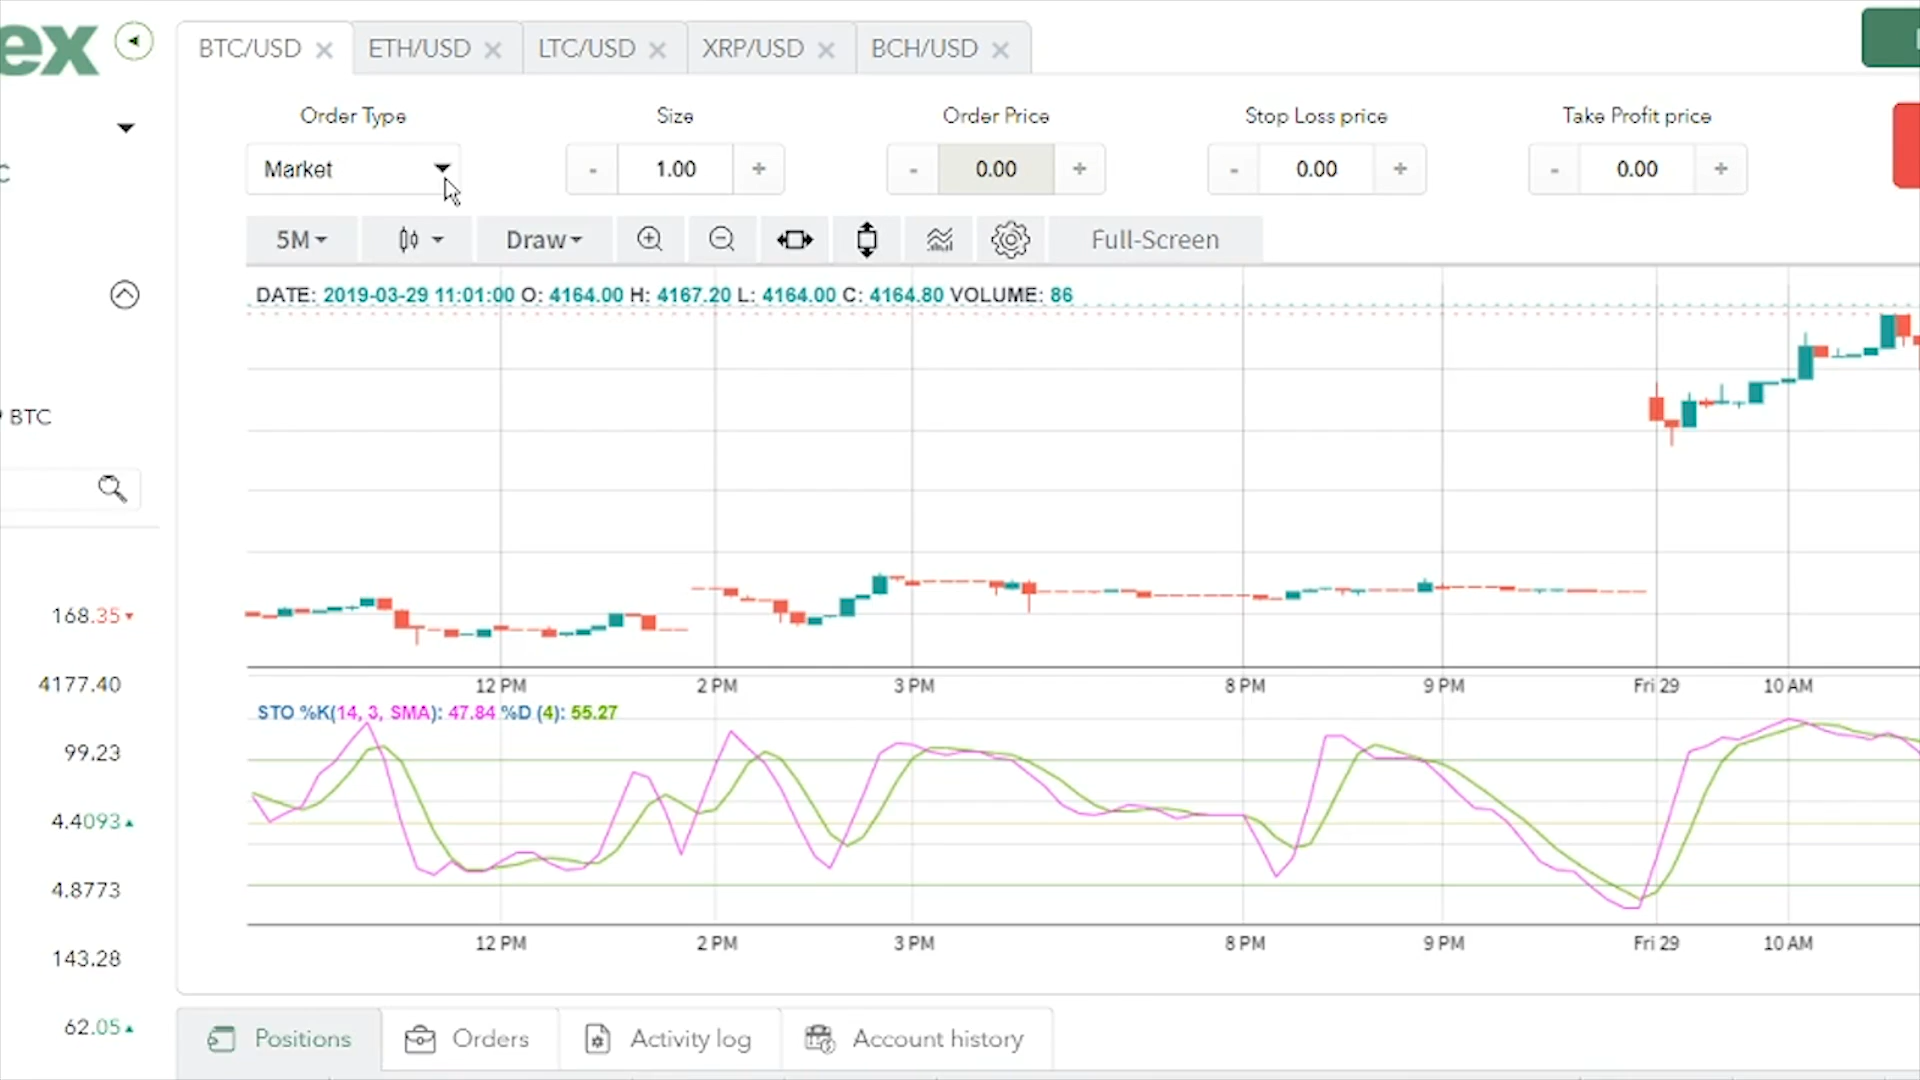 ex
BTC/USD ETH/USD LTC/USD XRP/USD BCH/USD
Order Type Size Order Price Stop Loss price Take Profit price
Market - 1.00 + - 0.00 + - 0.00 + - 0.00 +
5M Draw Full-Screen
DATE: 2019-03-29 11:01:00 O: 4164.00 H: 4167.20 L: 4164.00 C: 4164.80 VOLUME: 86
BTC
168.35
4177.40
99.23
4.4093
4.8773
143.28
62.05
12 PM 2 PM 3 PM 8 PM 9 PM Fri 29 10 AM
STO %K(14, 3, SMA): 47.84 %D (4): 55.27
12 PM 2 PM 3 PM 8 PM 9 PM Fri 29 10 AM
Positions Orders Activity log Account history